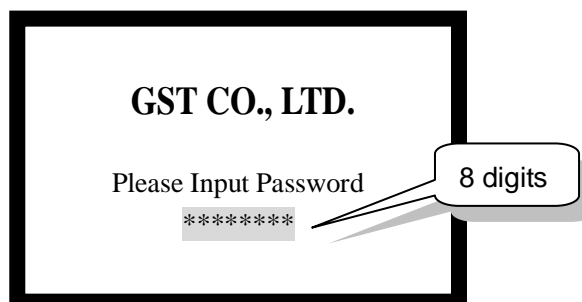 GST CO., LTD.
Please Input Password
********
8 digits